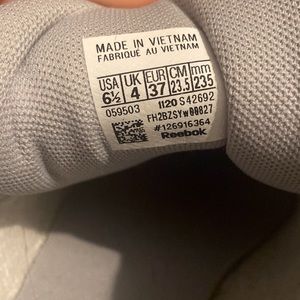 MADE IN VIETNAM
FABRIQUÉ AU VIETNAM
USA UK EUR CM mm
6½ 4 37 23.5 235
059503 1120 S42692
FH2BZSYW00827
#126916364
Reebok